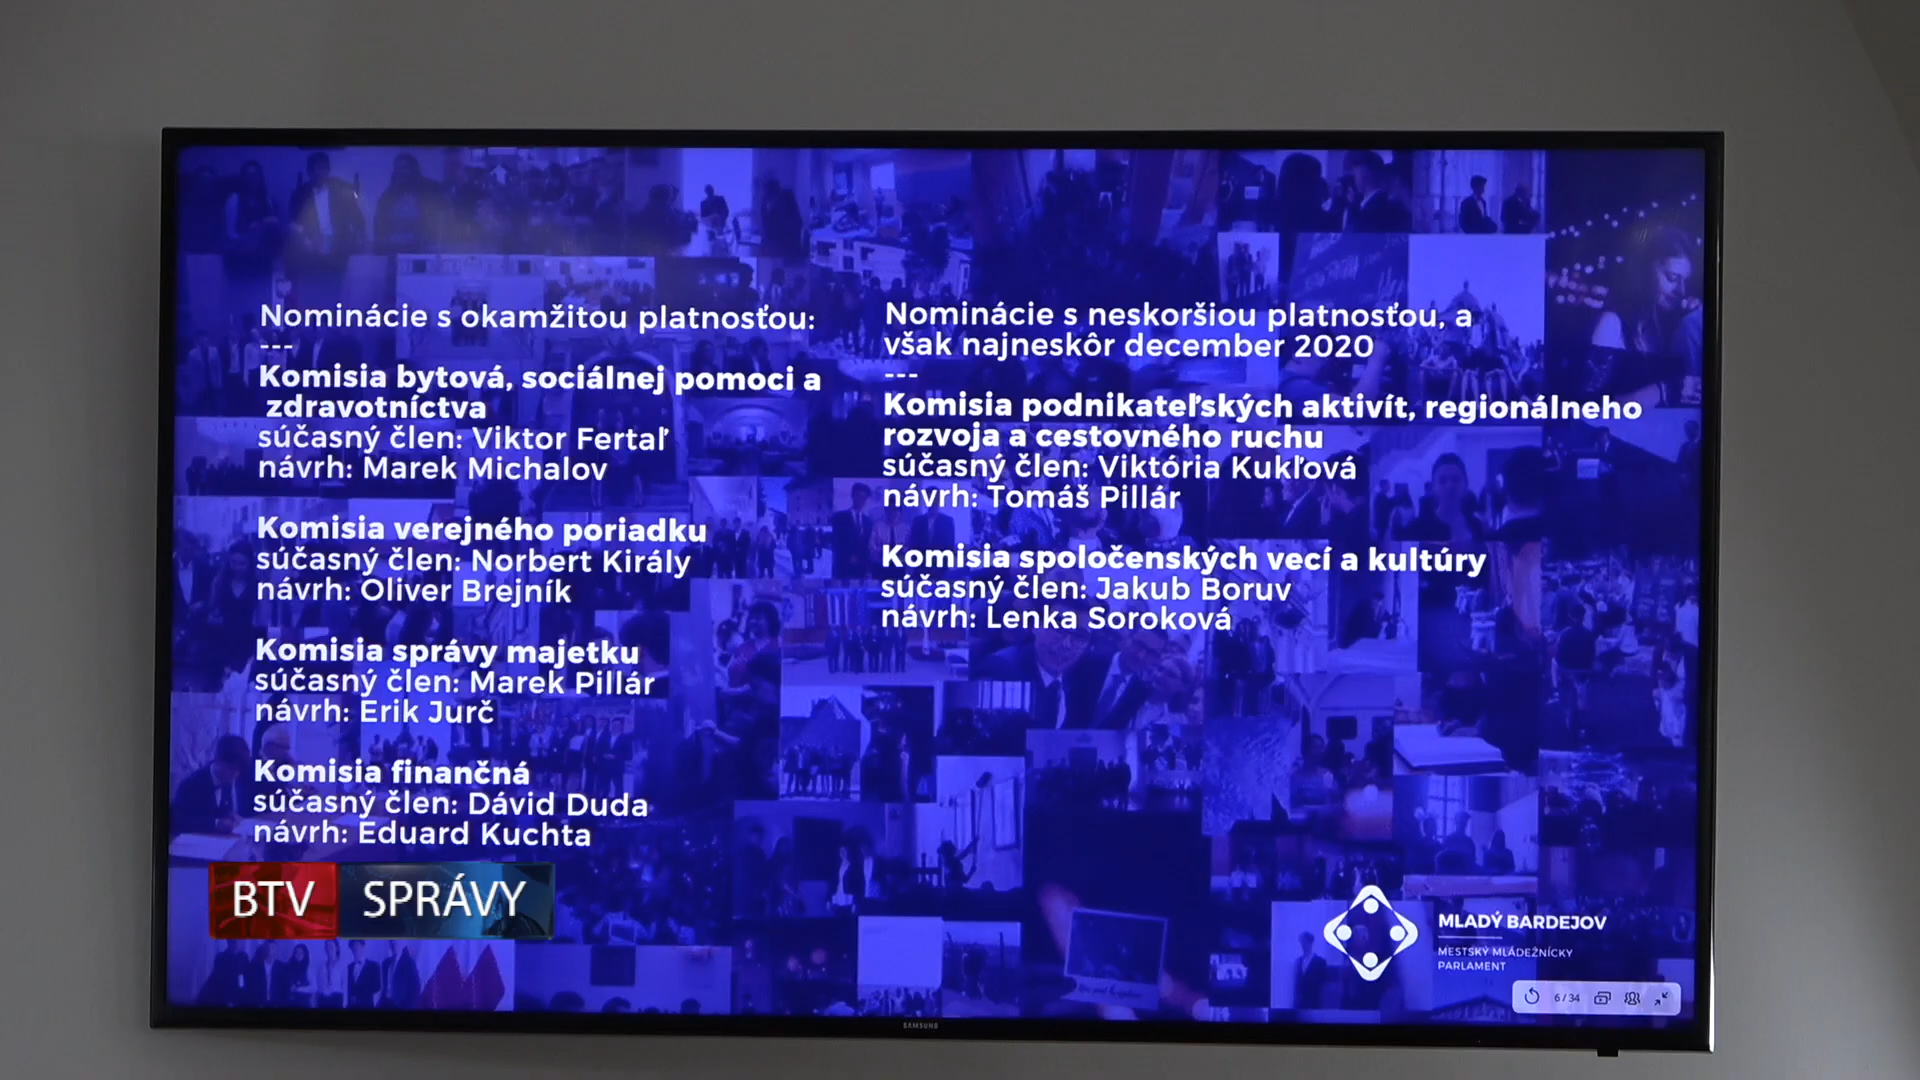 Nominácie s okamžitou platnosťou:
---
Komisia bytová, sociálnej pomoci a
zdravotníctva
súčasný člen: Viktor Fertaľ
návrh: Marek Michalov
Komisia verejného poriadku
súčasný člen: Norbert Király
návrh: Oliver Brejník
Komisia správy majetku
súčasný člen: Marek Pillár
návrh: Erik Jurč
Komisia finančná
súčasný člen: Dávid Duda
návrh: Eduard Kuchta
Nominácie s neskoršiou platnosťou, a
však najneskôr december 2020
---
Komisia podnikateľských aktivít, regionálneho
rozvoja a cestovného ruchu
súčasný člen: Viktória Kukľová
návrh: Tomáš Pillár
Komisia spoločenských vecí a kultúry
súčasný člen: Jakub Boruv
návrh: Lenka Soroková
BTV SPRÁVY
MLADÝ BARDEJOV
MESTSKÝ MLÁDEŽNÍCKY
PARLAMENT
6/34
SAMSUNG